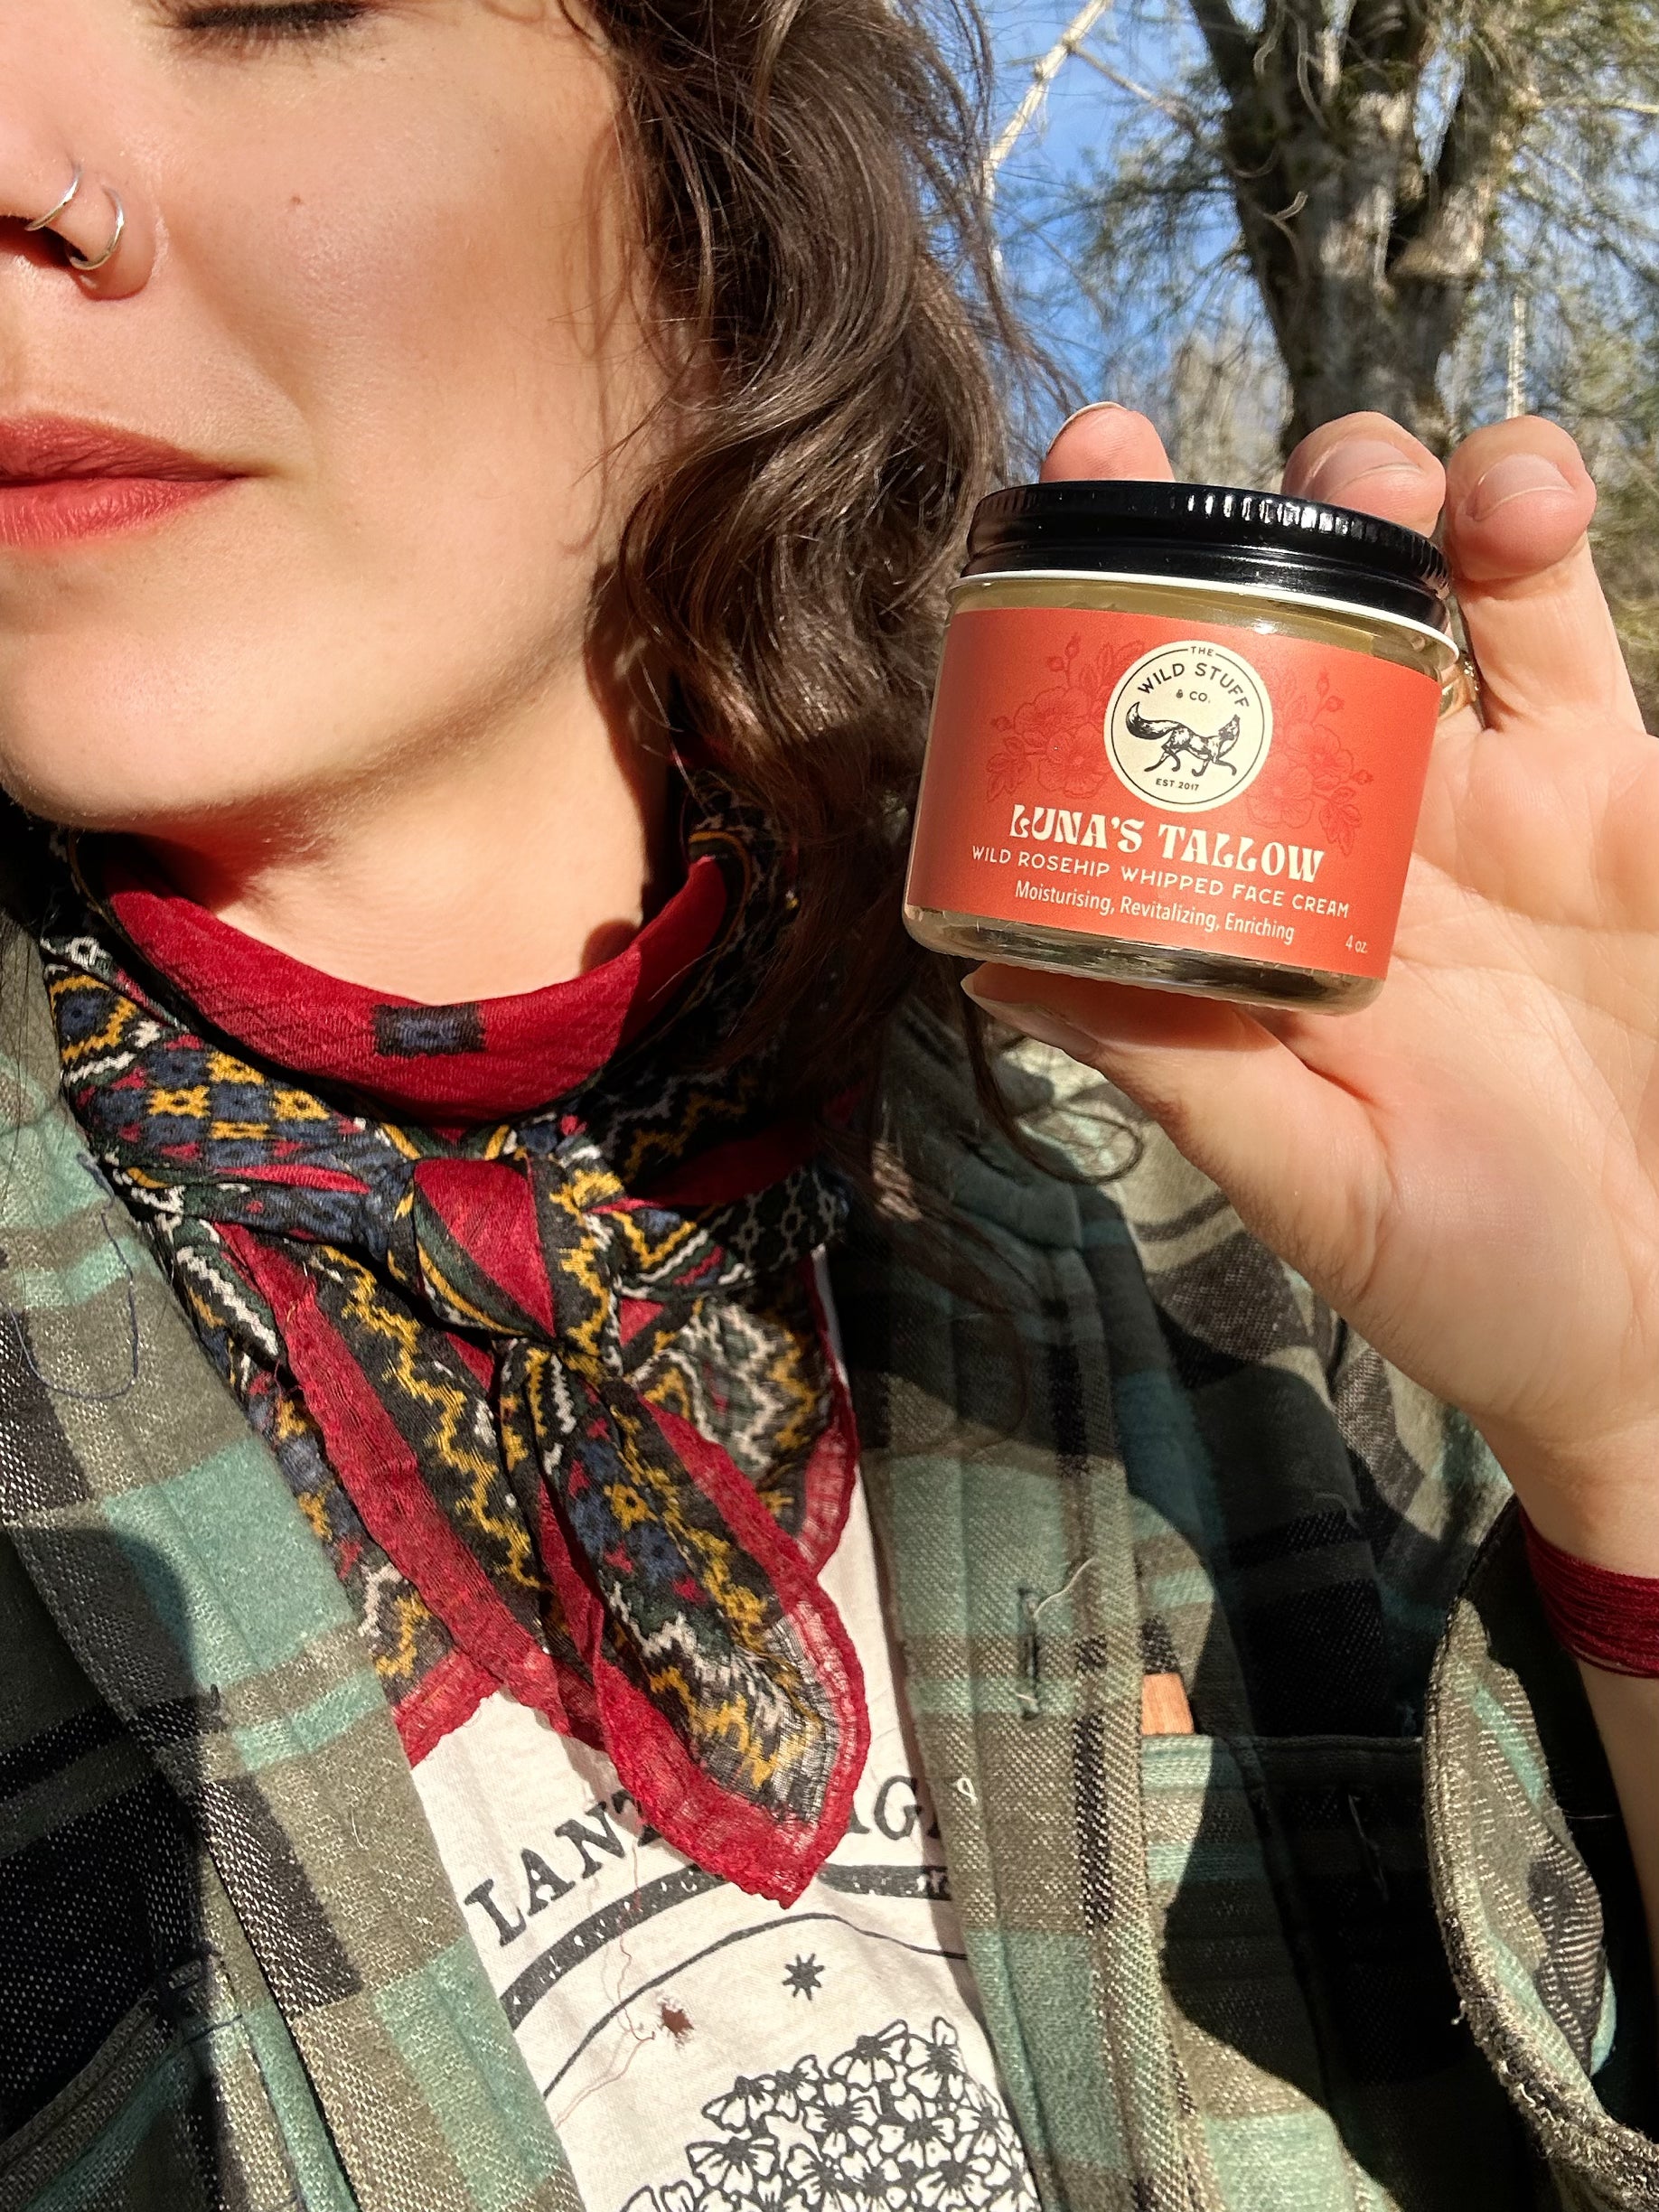 THE
WILD STUFF
& CO.
EST. 2017
LUNA'S TALLOW
WILD ROSEHIP WHIPPED FACE CREAM
Moisturising, Revitalizing, Enriching
4 oz.